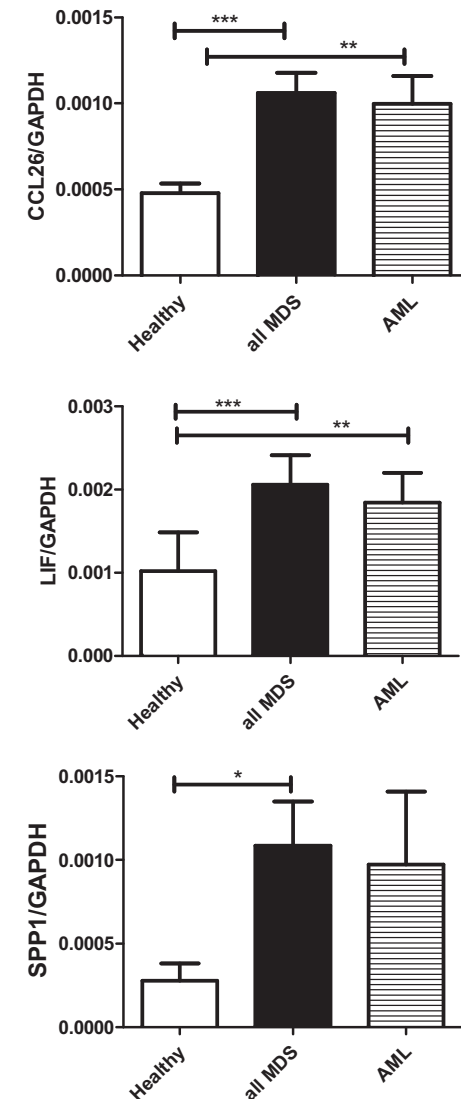 CCL26/GAPDH
0.0015
0.0010
0.0005
0.0000
***
**
Healthy
all MDS
AML
LIF/GAPDH
0.003
0.002
0.001
0.000
***
**
Healthy
all MDS
AML
SPP1/GAPDH
0.0015
0.0010
0.0005
0.0000
*
Healthy
all MDS
AML